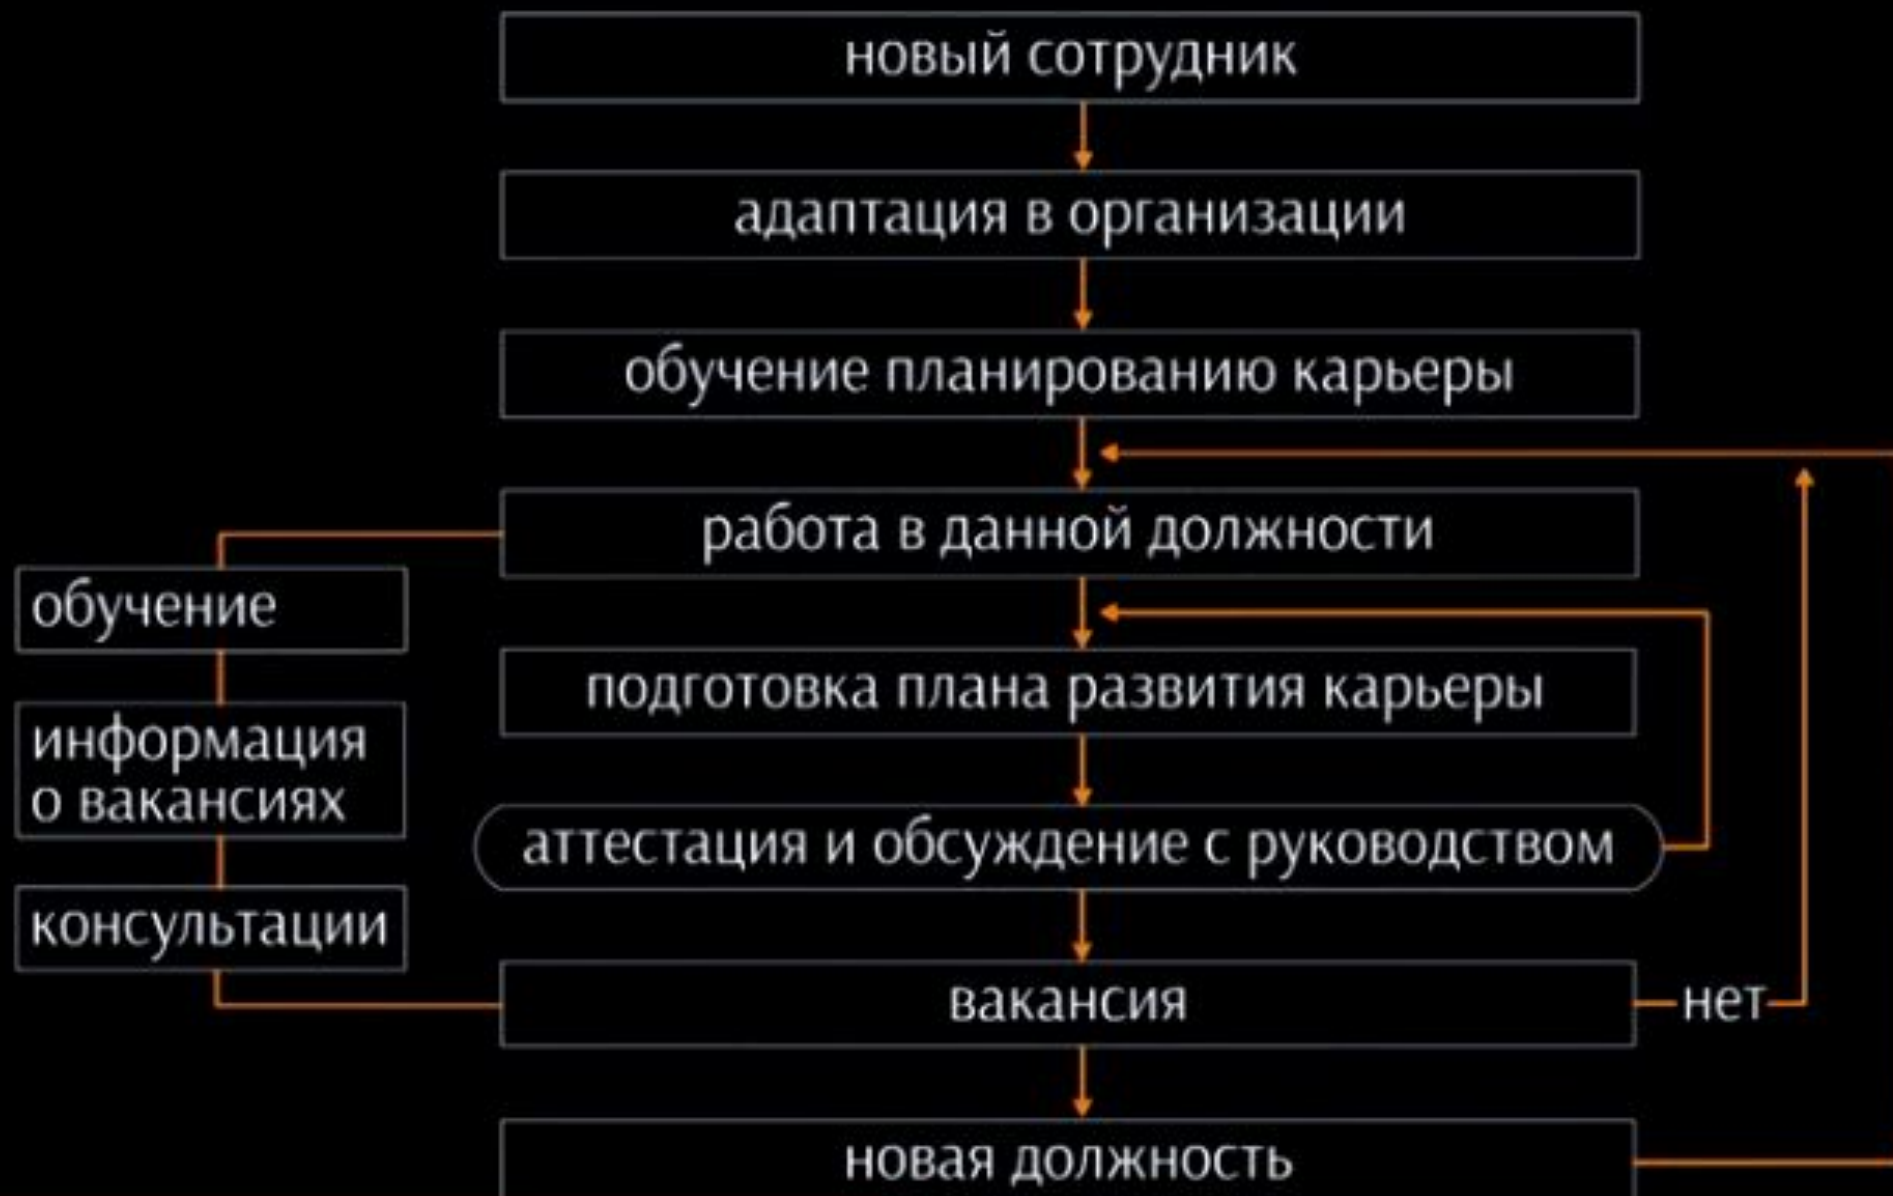 новый сотрудник
адаптация в организации
обучение планированию карьеры
работа в данной должности
обучение
подготовка плана развития карьеры
информация
о вакансиях
аттестация и обсуждение с руководством
консультации
вакансия
нет
новая должность